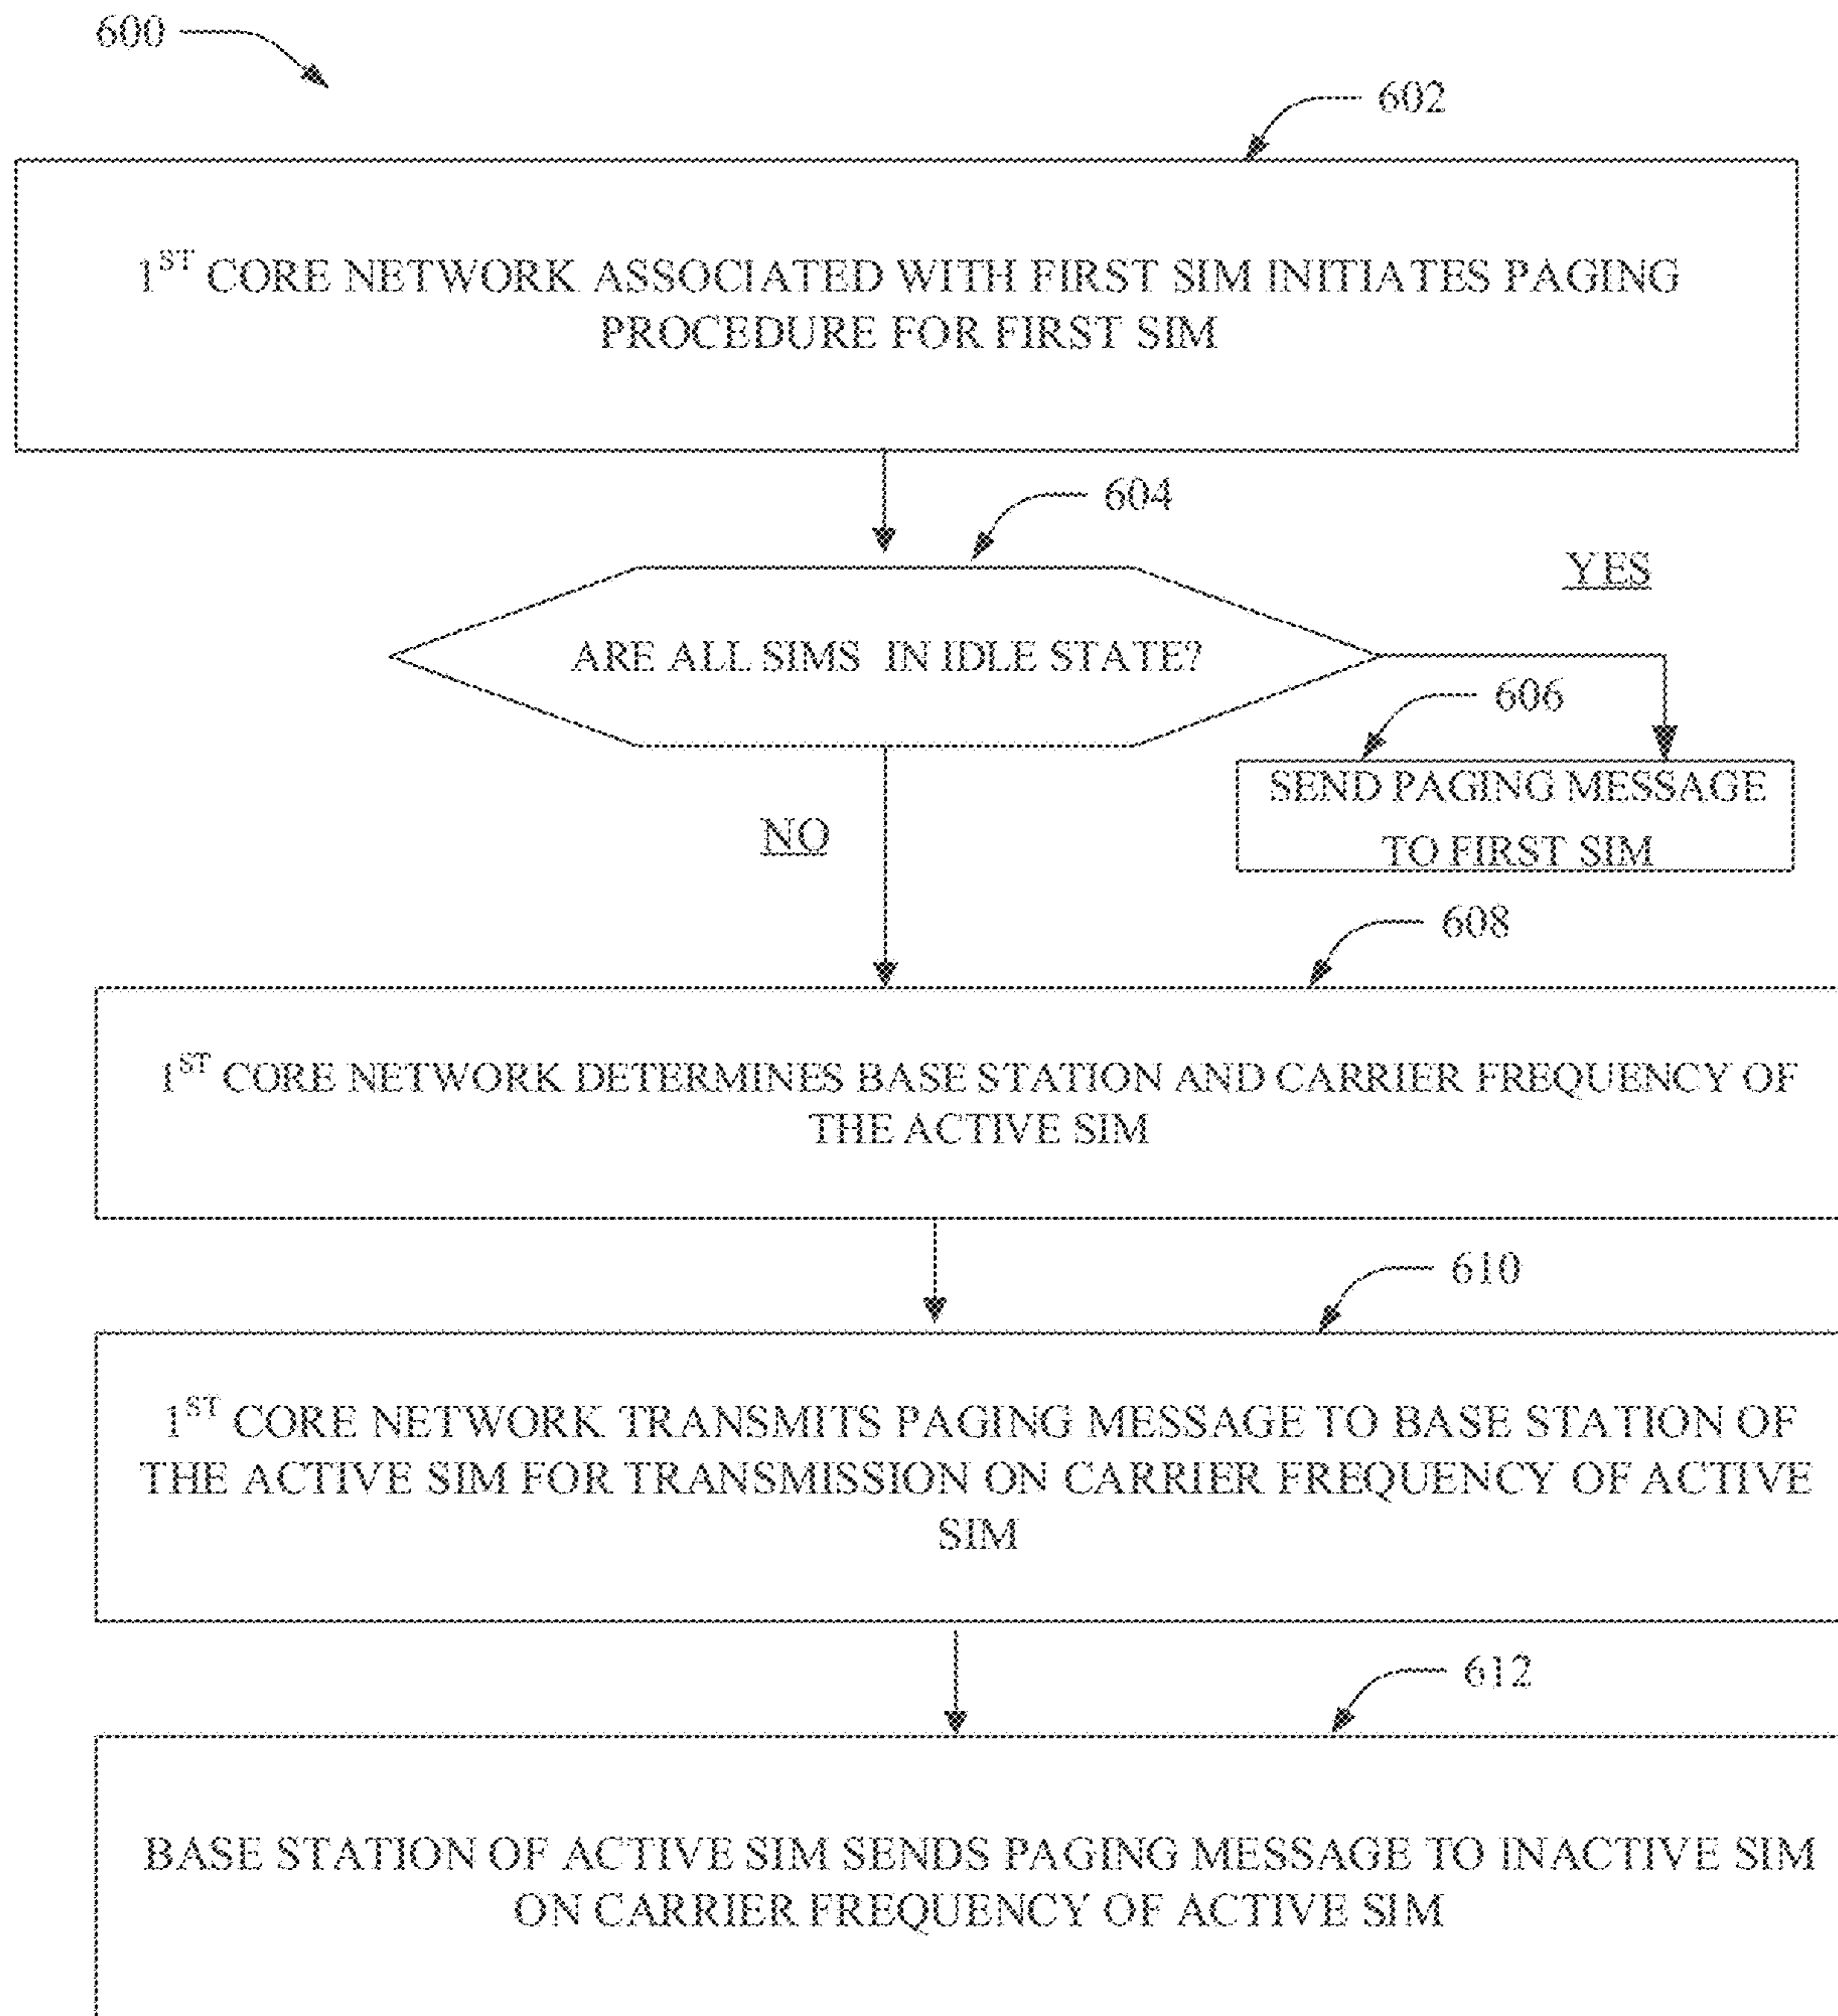 600
602
1ST CORE NETWORK ASSOCIATED WITH FIRST SIM INITIATES PAGING
PROCEDURE FOR FIRST SIM
604
YES
ARE ALL SIMS IN IDLE STATE?
606
SEND PAGING MESSAGE
TO FIRST SIM
NO
608
1ST CORE NETWORK DETERMINES BASE STATION AND CARRIER FREQUENCY OF
THE ACTIVE SIM
610
1ST CORE NETWORK TRANSMITS PAGING MESSAGE TO BASE STATION OF
THE ACTIVE SIM FOR TRANSMISSION ON CARRIER FREQUENCY OF ACTIVE
SIM
612
BASE STATION OF ACTIVE SIM SENDS PAGING MESSAGE TO INACTIVE SIM
ON CARRIER FREQUENCY OF ACTIVE SIM